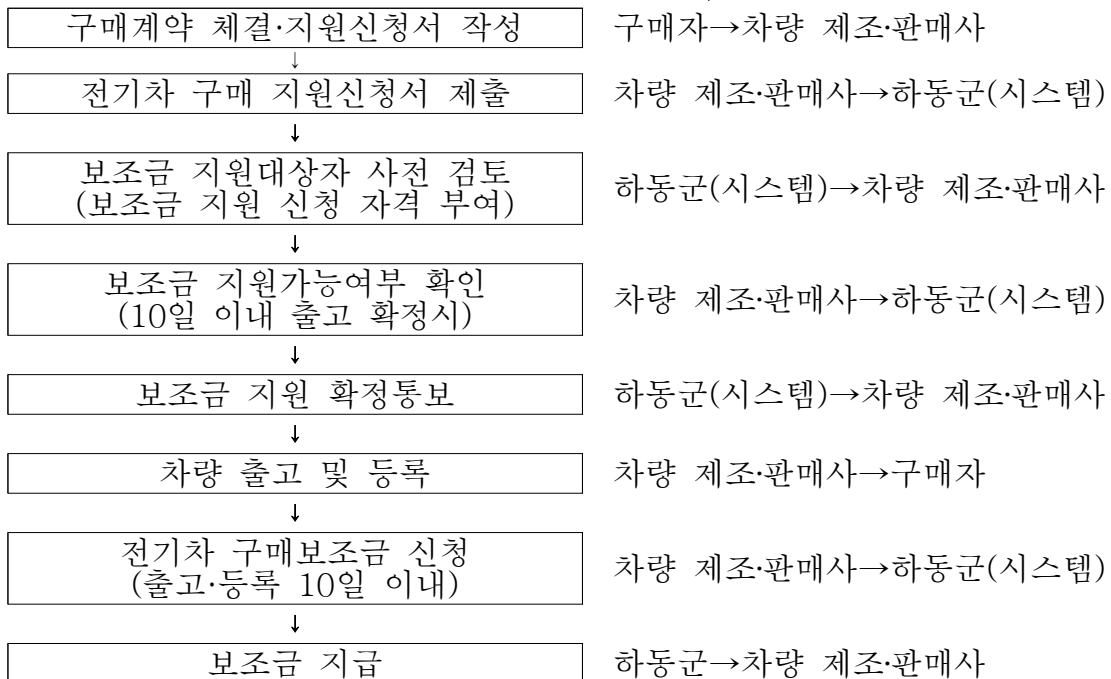 구매계약 체결·지원신청서 작성 구매자→차량 제조·판매사
↓
전기차 구매 지원신청서 제출 차량 제조·판매사→하동군(시스템)
↓
보조금 지원대상자 사전 검토
(보조금 지원 신청 자격 부여) 하동군(시스템)→차량 제조·판매사
↓
보조금 지원가능여부 확인
(10일 이내 출고 확정시) 차량 제조·판매사→하동군(시스템)
↓
보조금 지원 확정통보 하동군(시스템)→차량 제조·판매사
↓
차량 출고 및 등록 차량 제조·판매사→구매자
↓
전기차 구매보조금 신청
(출고·등록 10일 이내) 차량 제조·판매사→하동군(시스템)
↓
보조금 지급 하동군→차량 제조·판매사